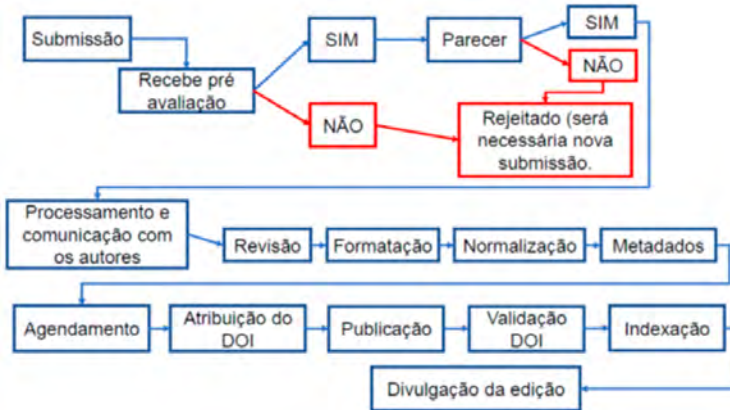 Submissão
Recebe pré
avaliação
SIM
Parecer
SIM
NÃO
NÃO
Rejeitado (será
necessária nova
submissão.
Processamento e
comunicação com
os autores
Revisão
Formatação
Normalização
Metadados
Agendamento
Atribuição do
DOI
Publicação
Validação
DOI
Indexação
Divulgação da edição